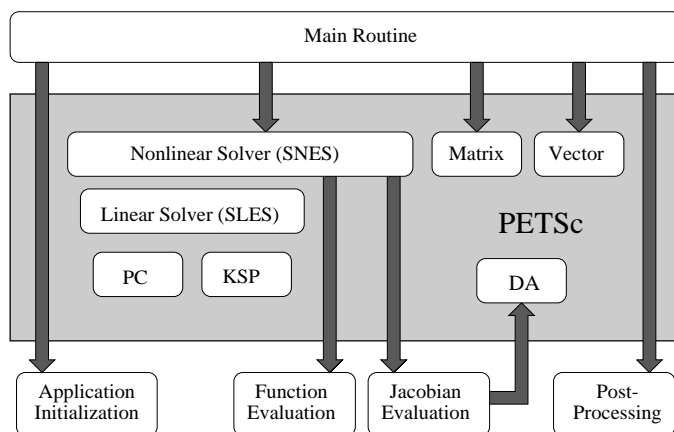 Main Routine
Nonlinear Solver (SNES)
Matrix
Vector
Linear Solver (SLES)
PETSc
PC
KSP
DA
Application
Initialization
Function
Evaluation
Jacobian
Evaluation
Post-
Processing